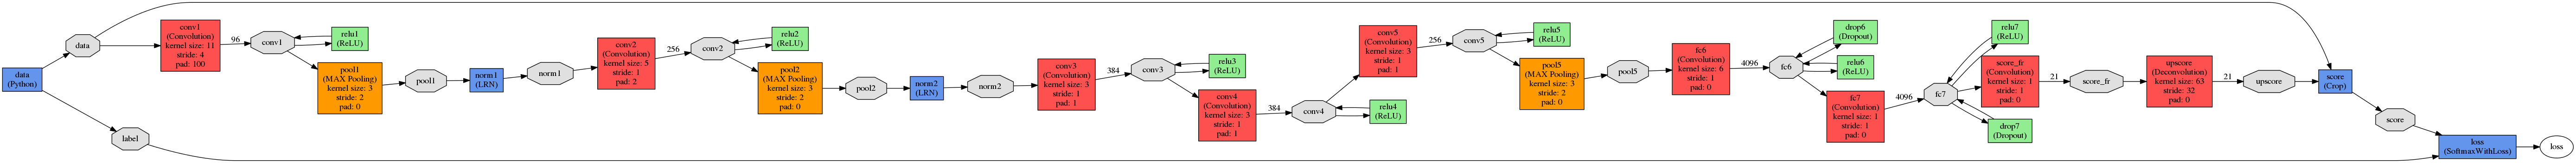 data
(Python)
data
label
conv1
(Convolution)
kernel size: 11
stride: 4
pad: 100
96
conv1
relu1
(ReLU)
pool1
(MAX Pooling)
kernel size: 3
stride: 2
pad: 0
pool1
norm1
(LRN)
norm1
conv2
(Convolution)
kernel size: 5
stride: 1
pad: 2
256
conv2
relu2
(ReLU)
pool2
(MAX Pooling)
kernel size: 3
stride: 2
pad: 0
pool2
norm2
(LRN)
norm2
conv3
(Convolution)
kernel size: 3
stride: 1
pad: 1
384
conv3
relu3
(ReLU)
conv4
(Convolution)
kernel size: 3
stride: 1
pad: 1
384
conv4
relu4
(ReLU)
conv5
(Convolution)
kernel size: 3
stride: 1
pad: 1
256
conv5
relu5
(ReLU)
pool5
(MAX Pooling)
kernel size: 3
stride: 2
pad: 0
pool5
fc6
(Convolution)
kernel size: 6
stride: 1
pad: 0
4096
fc6
drop6
(Dropout)
relu6
(ReLU)
fc7
(Convolution)
kernel size: 1
stride: 1
pad: 0
4096
fc7
relu7
(ReLU)
drop7
(Dropout)
score_fr
(Convolution)
kernel size: 1
stride: 1
pad: 0
21
score_fr
upscore
(Deconvolution)
kernel size: 63
stride: 32
pad: 0
21
upscore
score
(Crop)
score
loss
(SoftmaxWithLoss)
loss